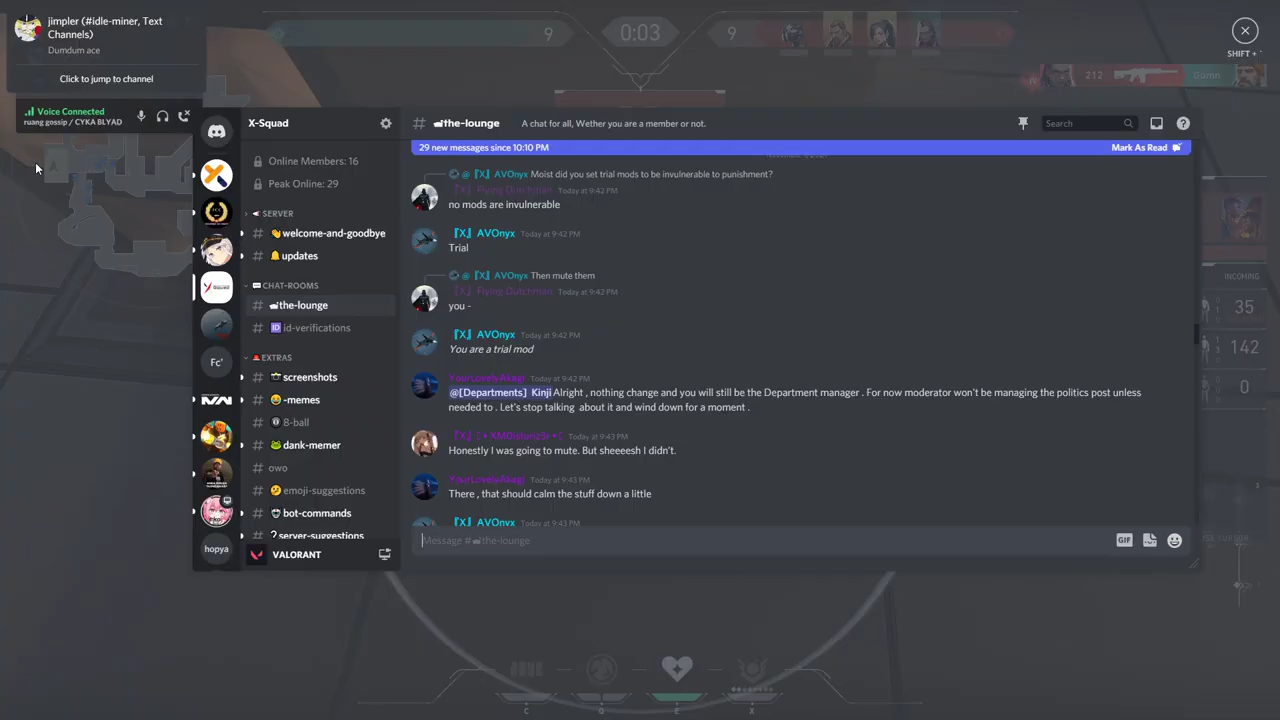 jimpler (#idle-miner, Text
Channels)
Dumdum ace
Click to jump to channel
Voice Connected
ruang gossip / CYKA BLYAD
9
0:03
9
SHIFT + `
212
X-Squad
Online Members: 16
Peak Online: 29
SERVER
welcome-and-goodbye
updates
CHAT-ROOMS
the-lounge
id-verifications
EXTRAS
screenshots
-memes
8-ball
dank-memer
owo
emoji-suggestions
bot-commands
server-suggestions
VALORANT
Fc'
hopya
# the-lounge
A chat for all, Wether you are a member or not.
Search
29 new messages since 10:10 PM
Mark As Read
@『X』 AVOnyx Moist did you set trial mods to be invulnerable to punishment?
『X』 Flying Dutchman Today at 9:42 PM
no mods are invulnerable
『X』 AVOnyx Today at 9:42 PM
Trial
@『X』 AVOnyx Then mute them
『X』 Flying Dutchman Today at 9:42 PM
you -
『X』 AVOnyx Today at 9:42 PM
You are a trial mod
YourLovelyAkagi Today at 9:42 PM
@[Departments] Kinji Alright , nothing change and you will still be the Department manager . For now moderator won't be managing the politics post unless
needed to . Let's stop talking about it and wind down for a moment .
Today at 9:43 PM
Honestly I was going to mute. But sheeeesh I didn't.
YourLovelyAkagi Today at 9:43 PM
There , that should calm the stuff down a little
『X』 AVOnyx Today at 9:43 PM
Message # the-lounge
GIF
INCOMING
35
142
0
C
Q
E
X